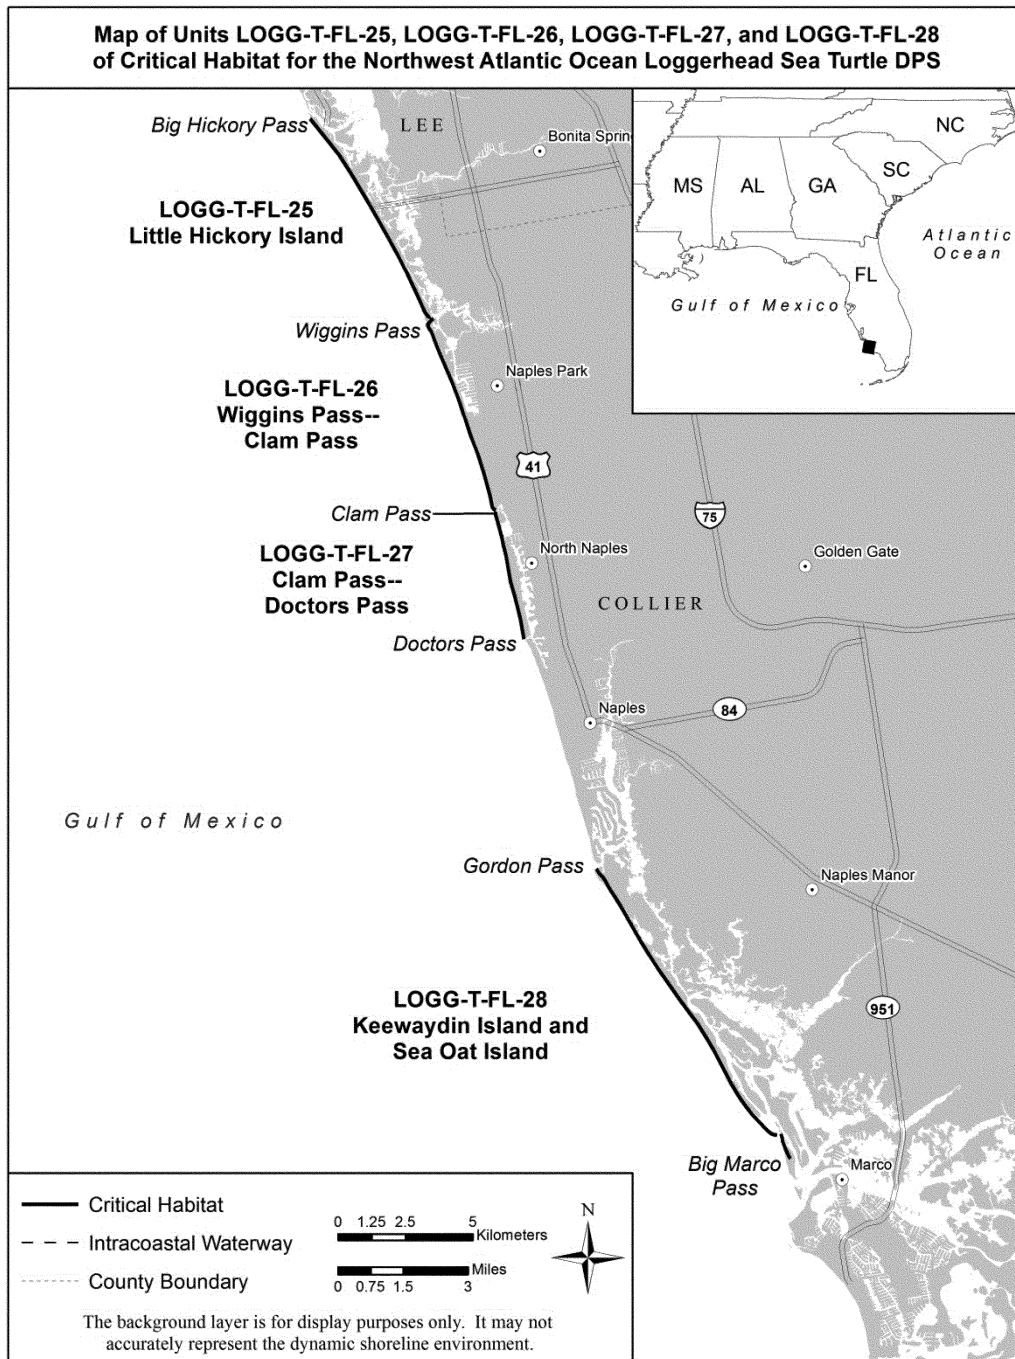 Map of Units LOGG-T-FL-25, LOGG-T-FL-26, LOGG-T-FL-27, and LOGG-T-FL-28
of Critical Habitat for the Northwest Atlantic Ocean Loggerhead Sea Turtle DPS
Big Hickory Pass
LEE
Bonita Sprin
NC
SC
MS
AL
GA
Atlantic
Ocean
FL
Gulf of Mexico
LOGG-T-FL-25
Little Hickory Island
Wiggins Pass
Naples Park
LOGG-T-FL-26
Wiggins Pass--
Clam Pass
41
75
Clam Pass
North Naples
Golden Gate
LOGG-T-FL-27
Clam Pass--
Doctors Pass
COLLIER
Doctors Pass
Naples
84
Gulf of Mexico
Gordon Pass
Naples Manor
LOGG-T-FL-28
Keewaydin Island and
Sea Oat Island
951
Big Marco
Pass
Marco
Critical Habitat
Intracoastal Waterway
County Boundary
0 1.25 2.5 5
Kilometers
Miles
0 0.75 1.5 3
N
The background layer is for display purposes only. It may not
accurately represent the dynamic shoreline environment.